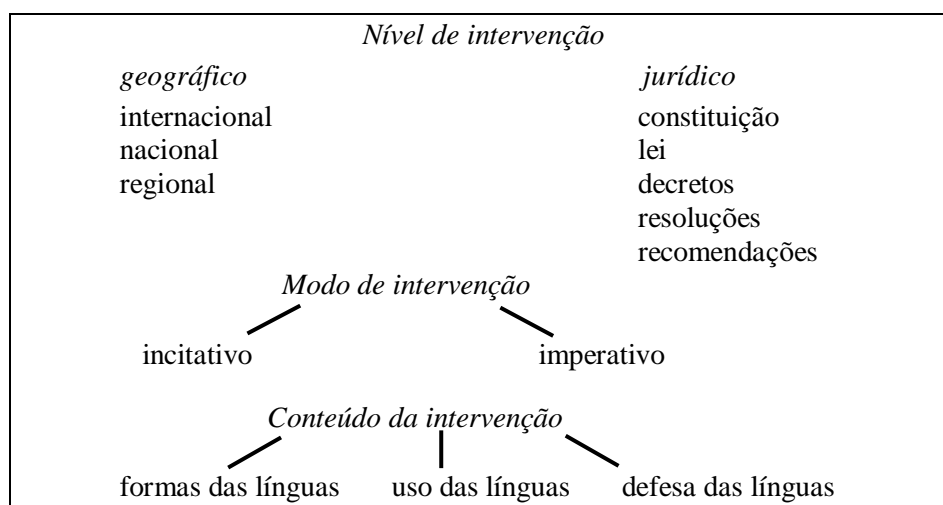 Nível de intervenção
geográfico jurídico
internacional constituição
nacional lei
regional decretos
resoluções
recomendações
Modo de intervenção
incitativo imperativo
Conteúdo da intervenção
formas das línguas uso das línguas defesa das línguas